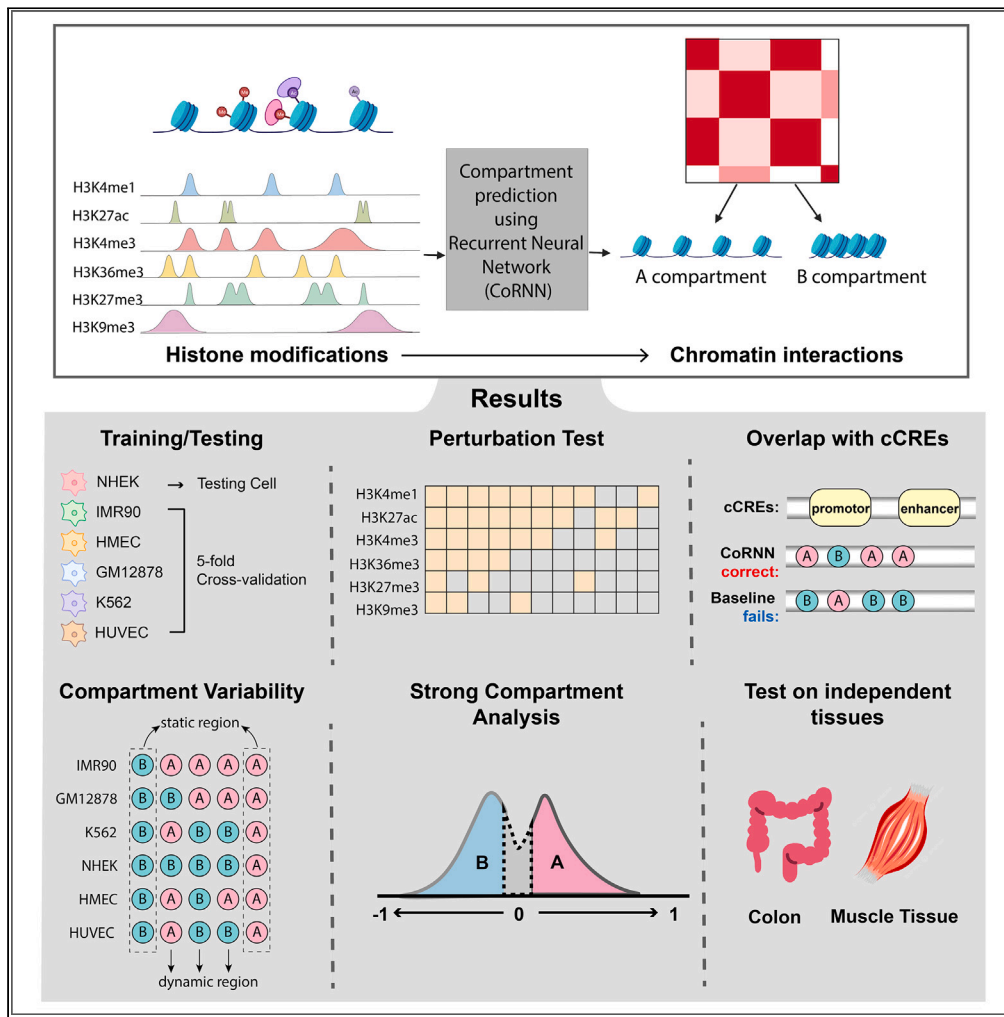 H3K4me1
H3K27ac
H3K4me3
H3K36me3
H3K27me3
H3K9me3
Compartment
prediction
using
Recurrent Neural
Network
(CoRNN)
A compartment
B compartment
Histone modifications
Chromatin interactions
Results
Training/Testing
NHEK
Testing Cell
IMR90
HMEC
GM12878
K562
HUVEC
5-fold
Cross-validation
Perturbation Test
H3K4me1
H3K27ac
H3K4me3
H3K36me3
H3K27me3
H3K9me3
Overlap with cCREs
cCREs: promotor enhancer
CoRNN A B A A
correct:
Baseline B A B B
fails:
Compartment Variability
static region
IMR90 B A A A A
GM12878 B B A A A
K562 B A B B A
NHEK B B B B A
HMEC B A B A A
HUVEC B A B B A
dynamic region
Strong Compartment
Analysis
B A
-1 0 1
Test on independent
tissues
Colon Muscle Tissue